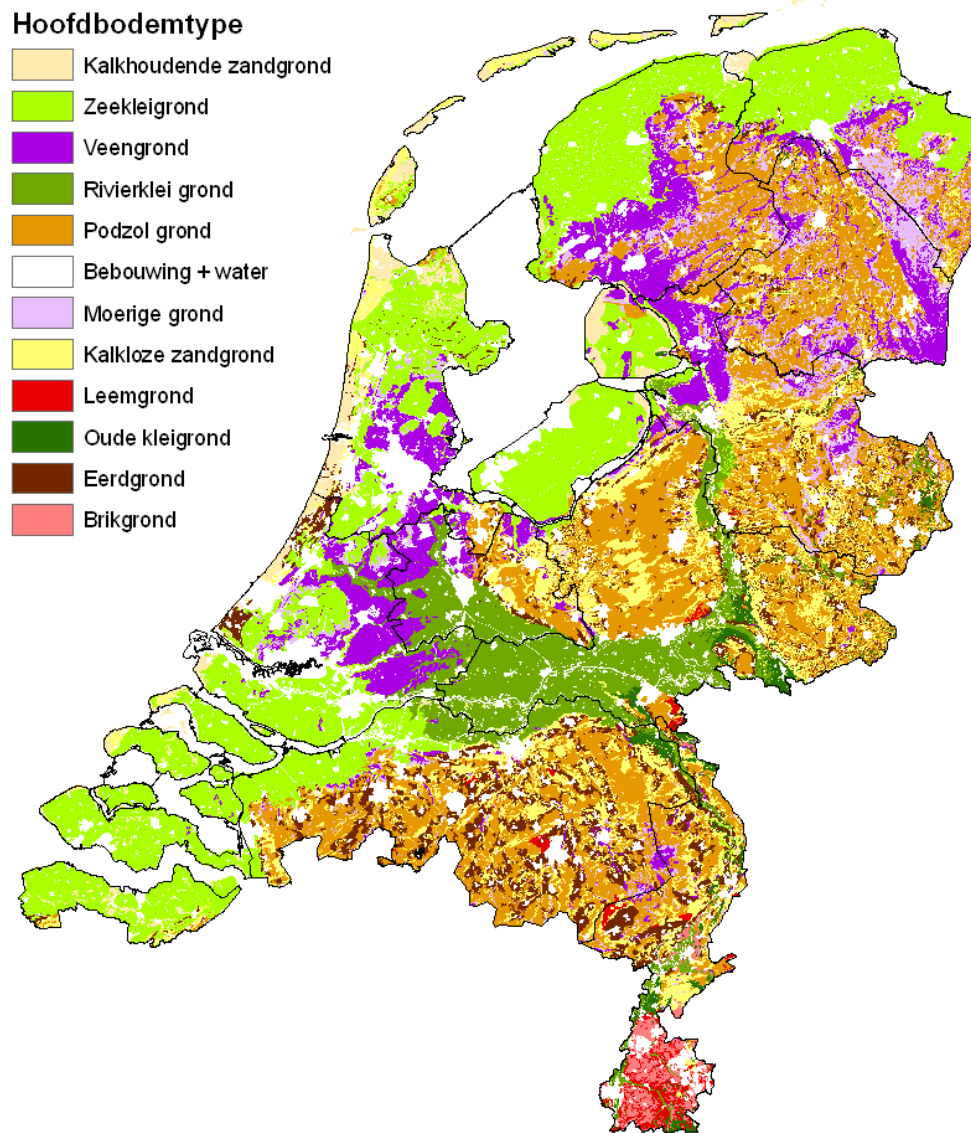 Hoofdbodemtype
Kalkhoudende zandgrond
Zeekleigrond
Veengrond
Rivierklei grond
Podzol grond
Bebouwing + water
Moerige grond
Kalkloze zandgrond
Leemgrond
Oude kleigrond
Eerdgrond
Brikgrond